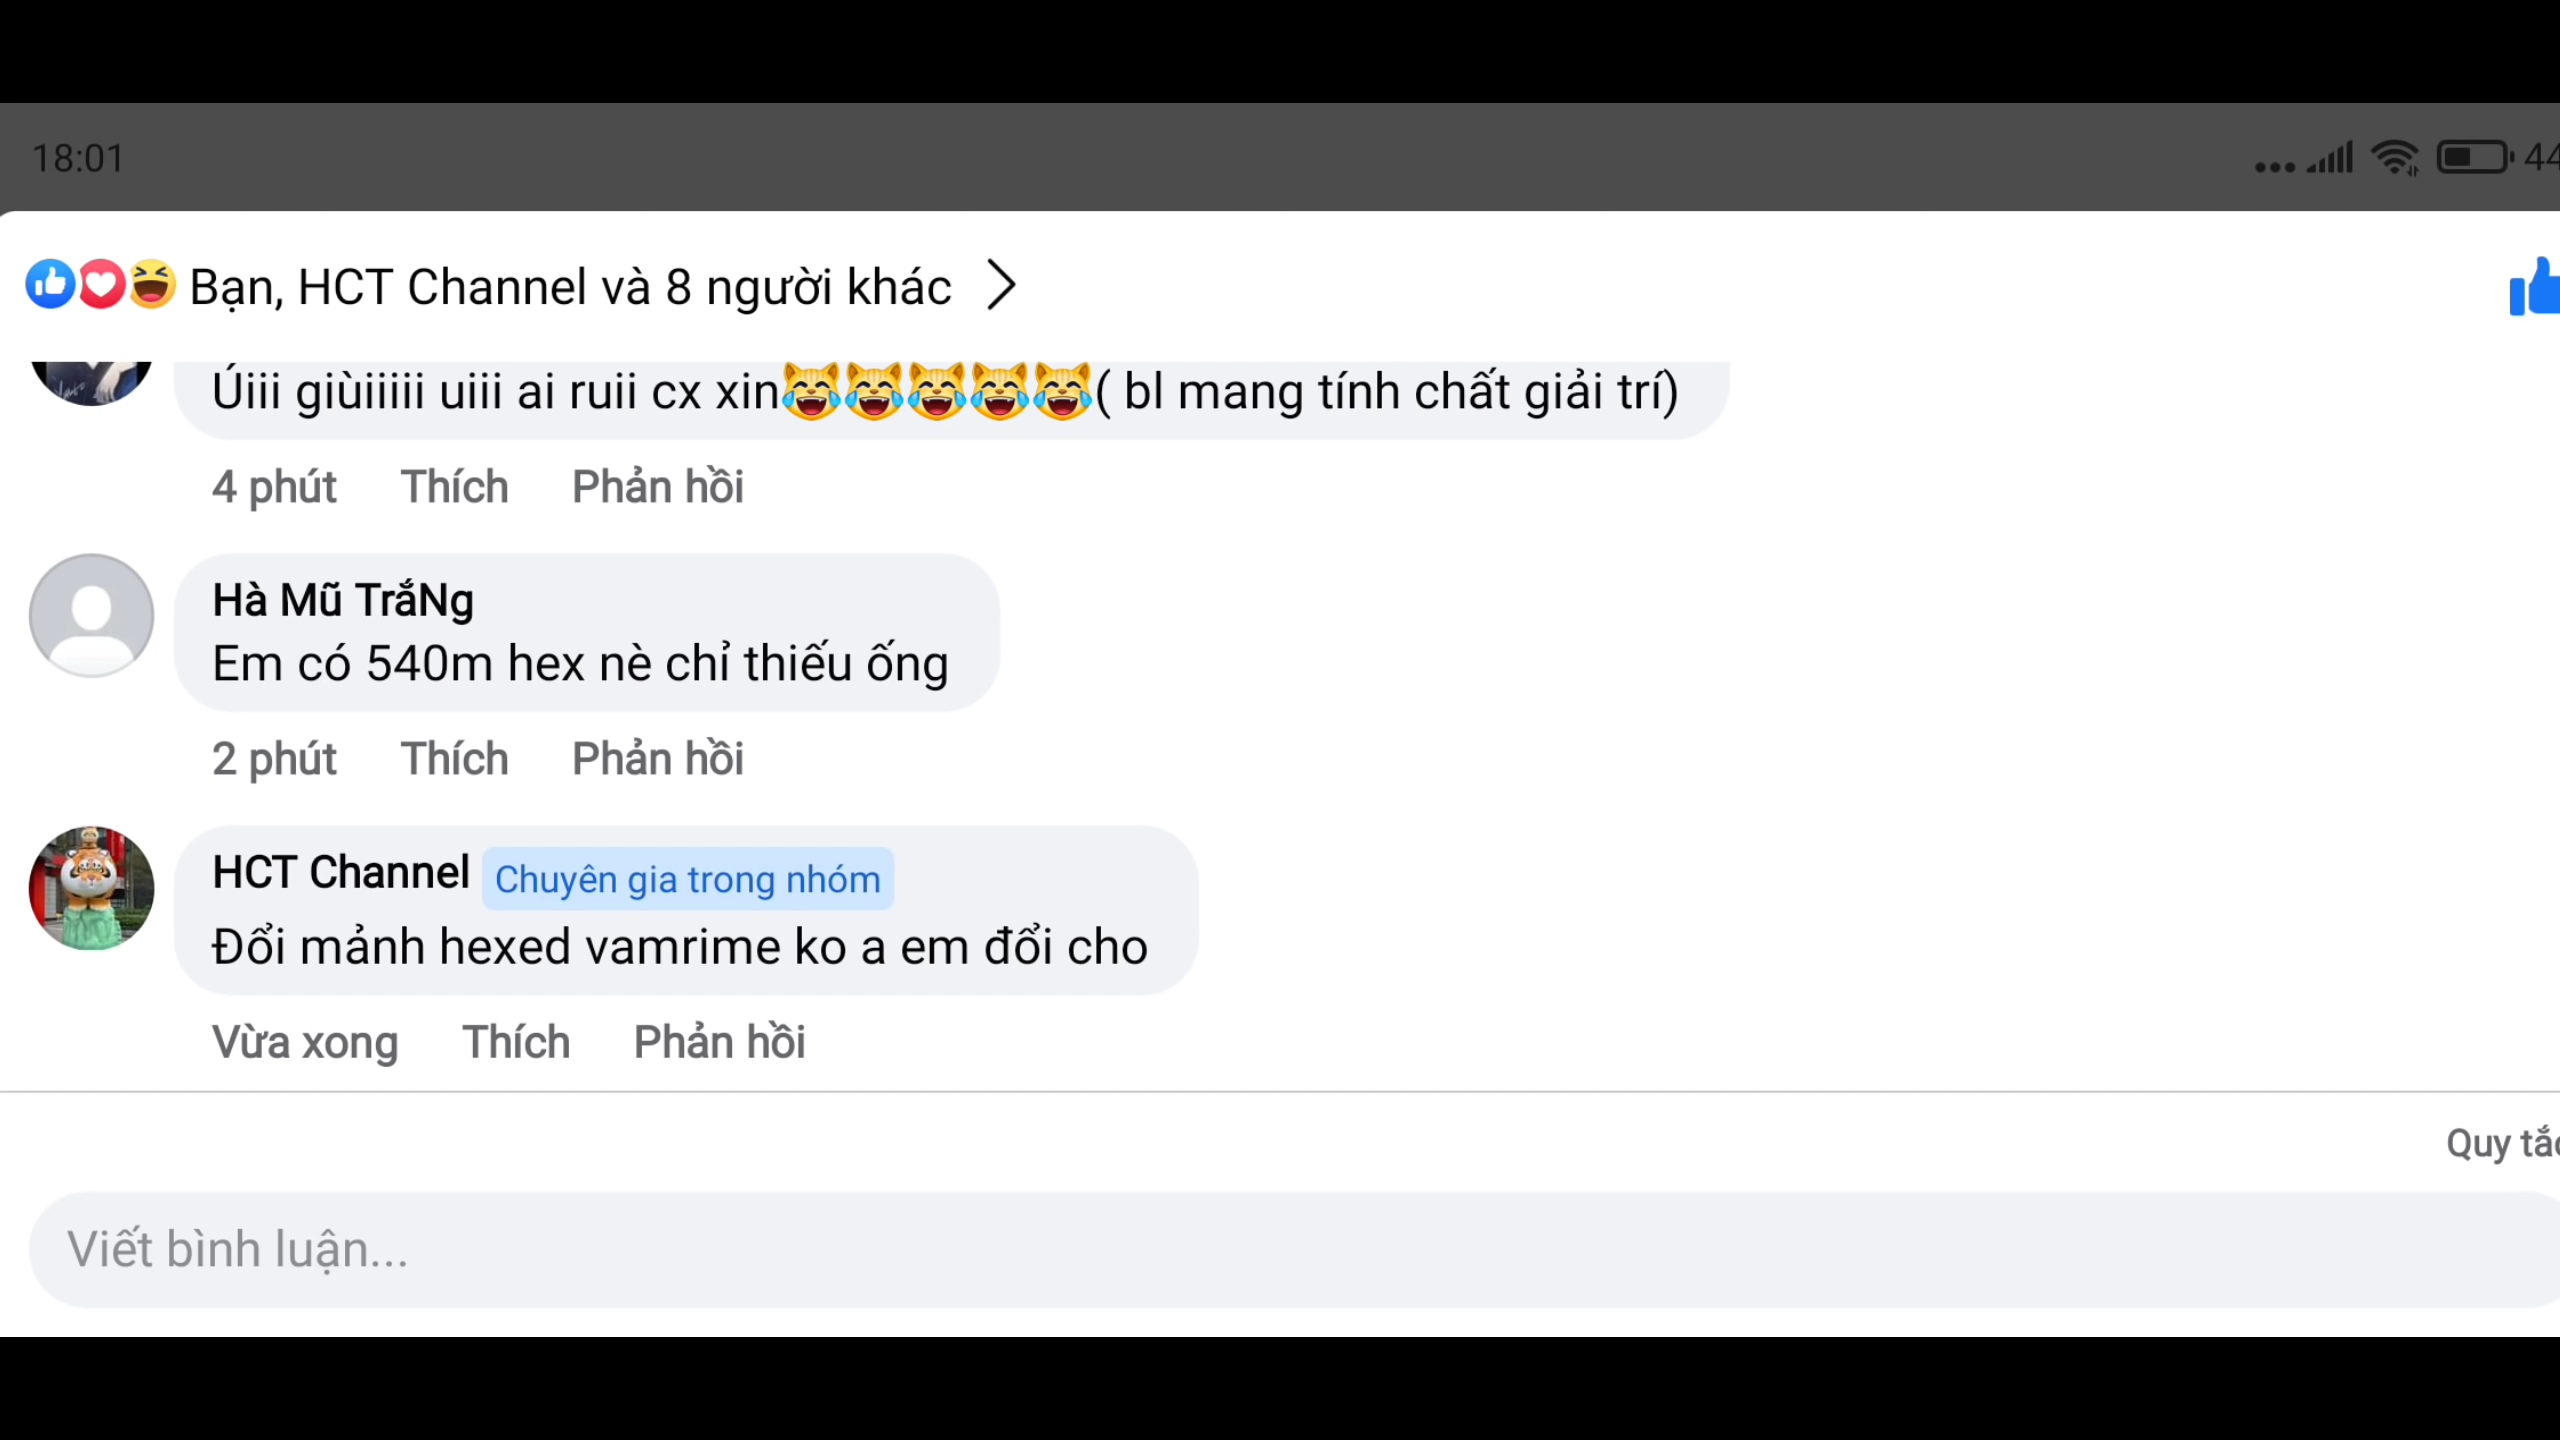 18:01
44
Bạn, HCT Channel và 8 người khác
Úiii giùiiiii uiii ai ruii cx xin😹😹😹😹😹( bl mang tính chất giải trí)
4 phút Thích Phản hồi
Hà Mũ TrắNg
Em có 540m hex nè chỉ thiếu ống
2 phút Thích Phản hồi
HCT Channel Chuyên gia trong nhóm
Đổi mảnh hexed vamrime ko a em đổi cho
Vừa xong Thích Phản hồi
Quy tắc
Viết bình luận...